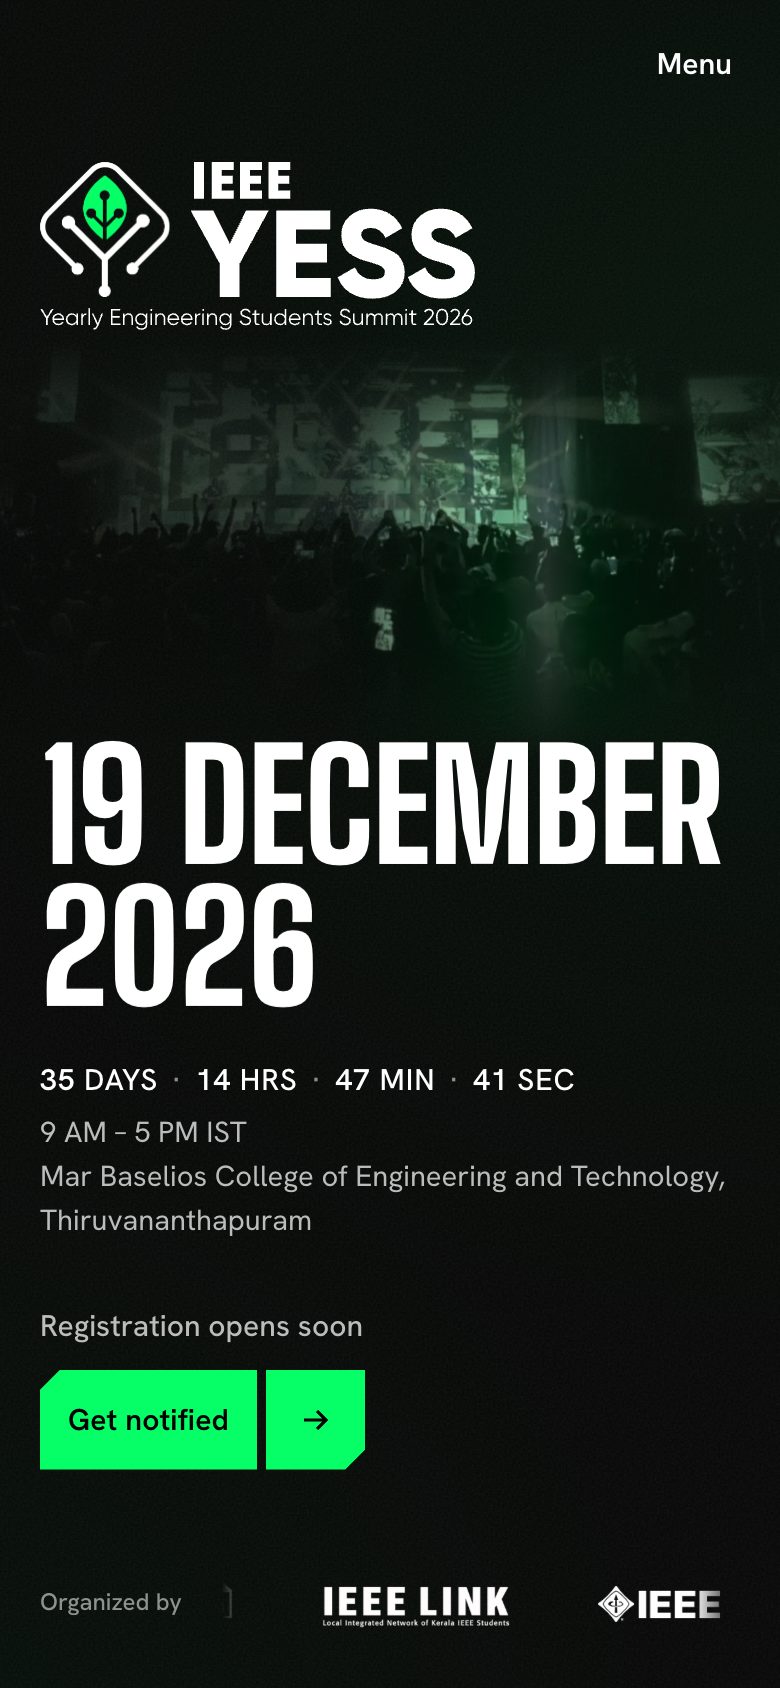 Menu
IEEE
YESS
Yearly Engineering Students Summit 2026
19 DECEMBER
2026
35 DAYS · 14 HRS · 47 MIN · 41 SEC
9 AM – 5 PM IST
Mar Baselios College of Engineering and Technology,
Thiruvananthapuram
Registration opens soon
Get notified →
Organized by
IEEE LINK
Local Integrated Network of Kerala IEEE Students
IEEE